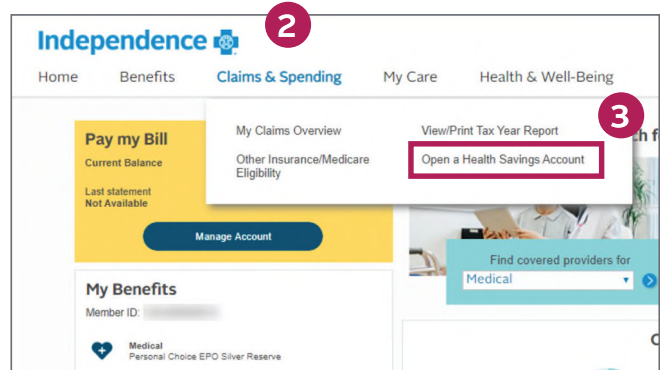 2
Independence
Home Benefits Claims & Spending My Care Health & Well-Being
3
My Claims Overview
View/Print Tax Year Report
Other Insurance/Medicare
Eligibility
Open a Health Savings Account
Pay my Bill
Current Balance
Last statement
Not Available
Manage Account
Find covered providers for
Medical
My Benefits
Member ID:
Medical
Personal Choice EPO Silver Reserve